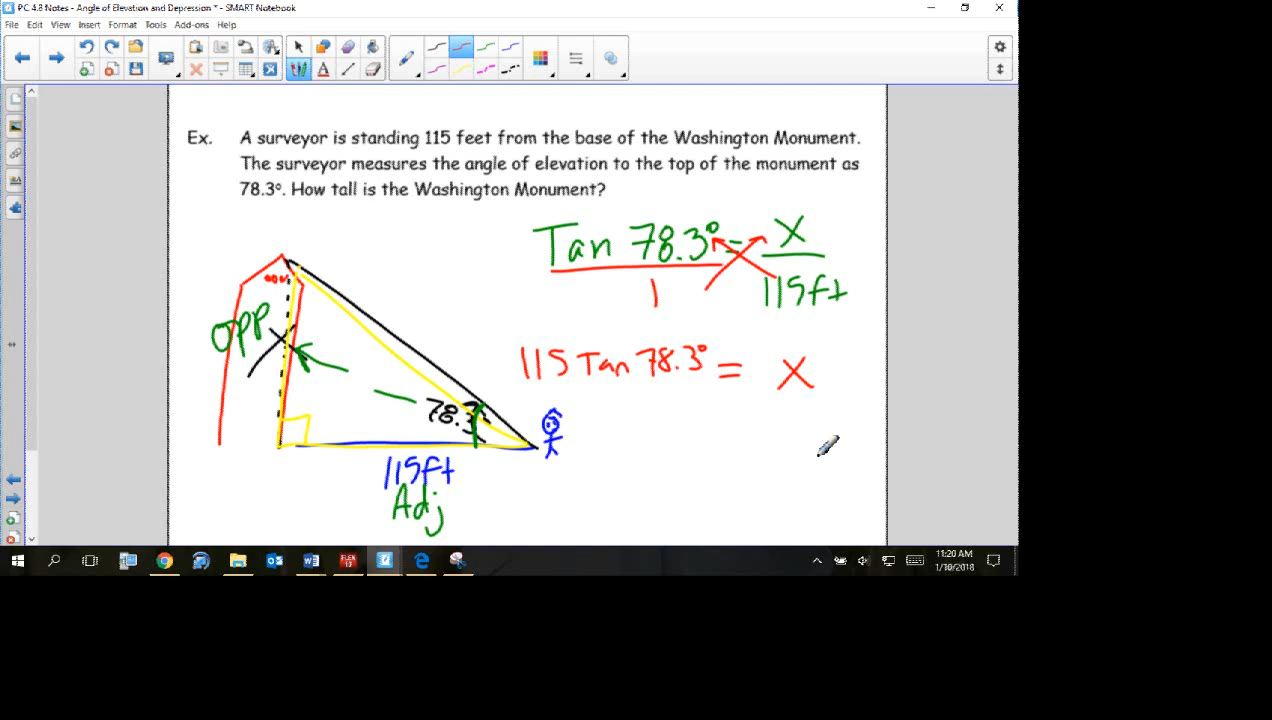 PC 4.8 Notes - Angle of Elevation and Depression * - SMART Notebook
File Edit View Insert Format Tools Add-ons Help
Ex. A surveyor is standing 115 feet from the base of the Washington Monument.
The surveyor measures the angle of elevation to the top of the monument as
78.3°. How tall is the Washington Monument?
Tan 78.3° = X
1 115ft
OPP
X
115 Tan 78.3° = X
78.3°
115ft
Adj
11:20 AM
1/10/2018